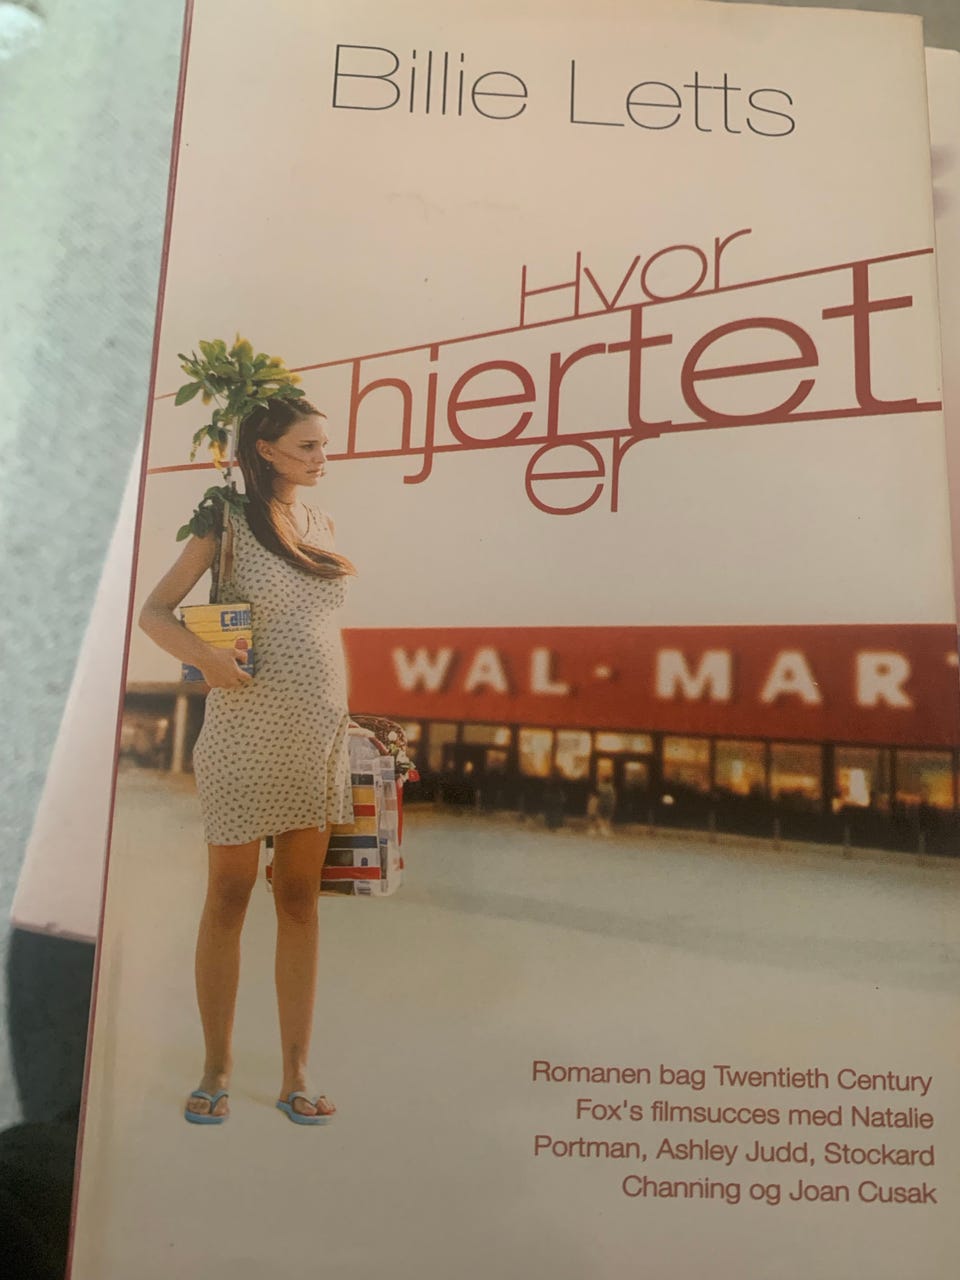 Billie Letts
Hvor
hjertet
er
WAL-MAR
Romanen bag Twentieth Century
Fox's filmsucces med Natalie
Portman, Ashley Judd, Stockard
Channing og Joan Cusak